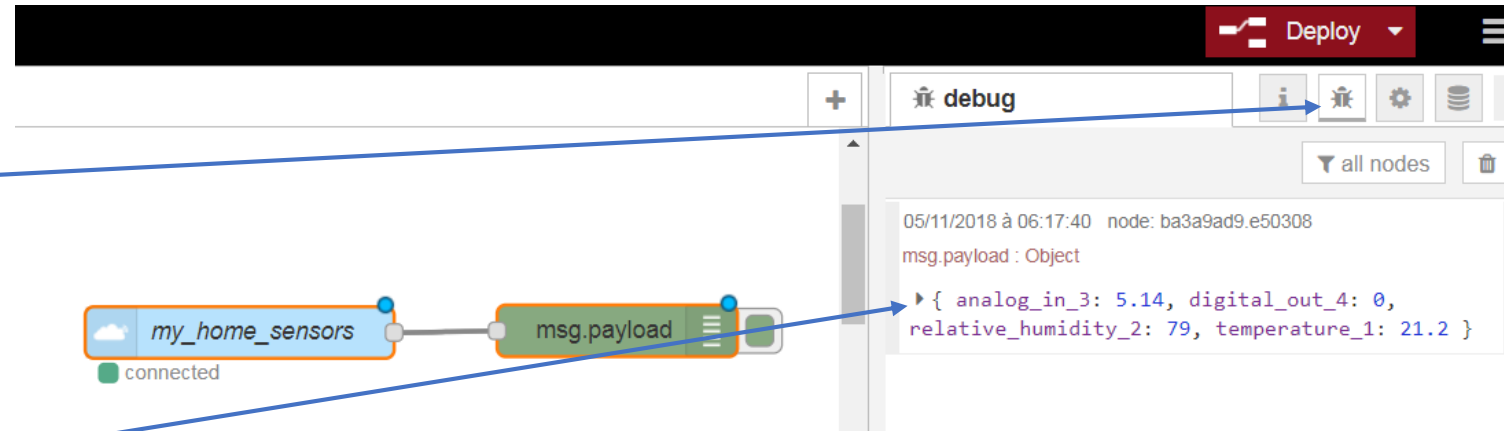 Deploy
debug
i
all nodes
05/11/2018 à 06:17:40 node: ba3a9ad9.e50308
msg.payload : Object
{ analog_in_3: 5.14, digital_out_4: 0,
relative_humidity_2: 79, temperature_1: 21.2 }
my_home_sensors
msg.payload
connected